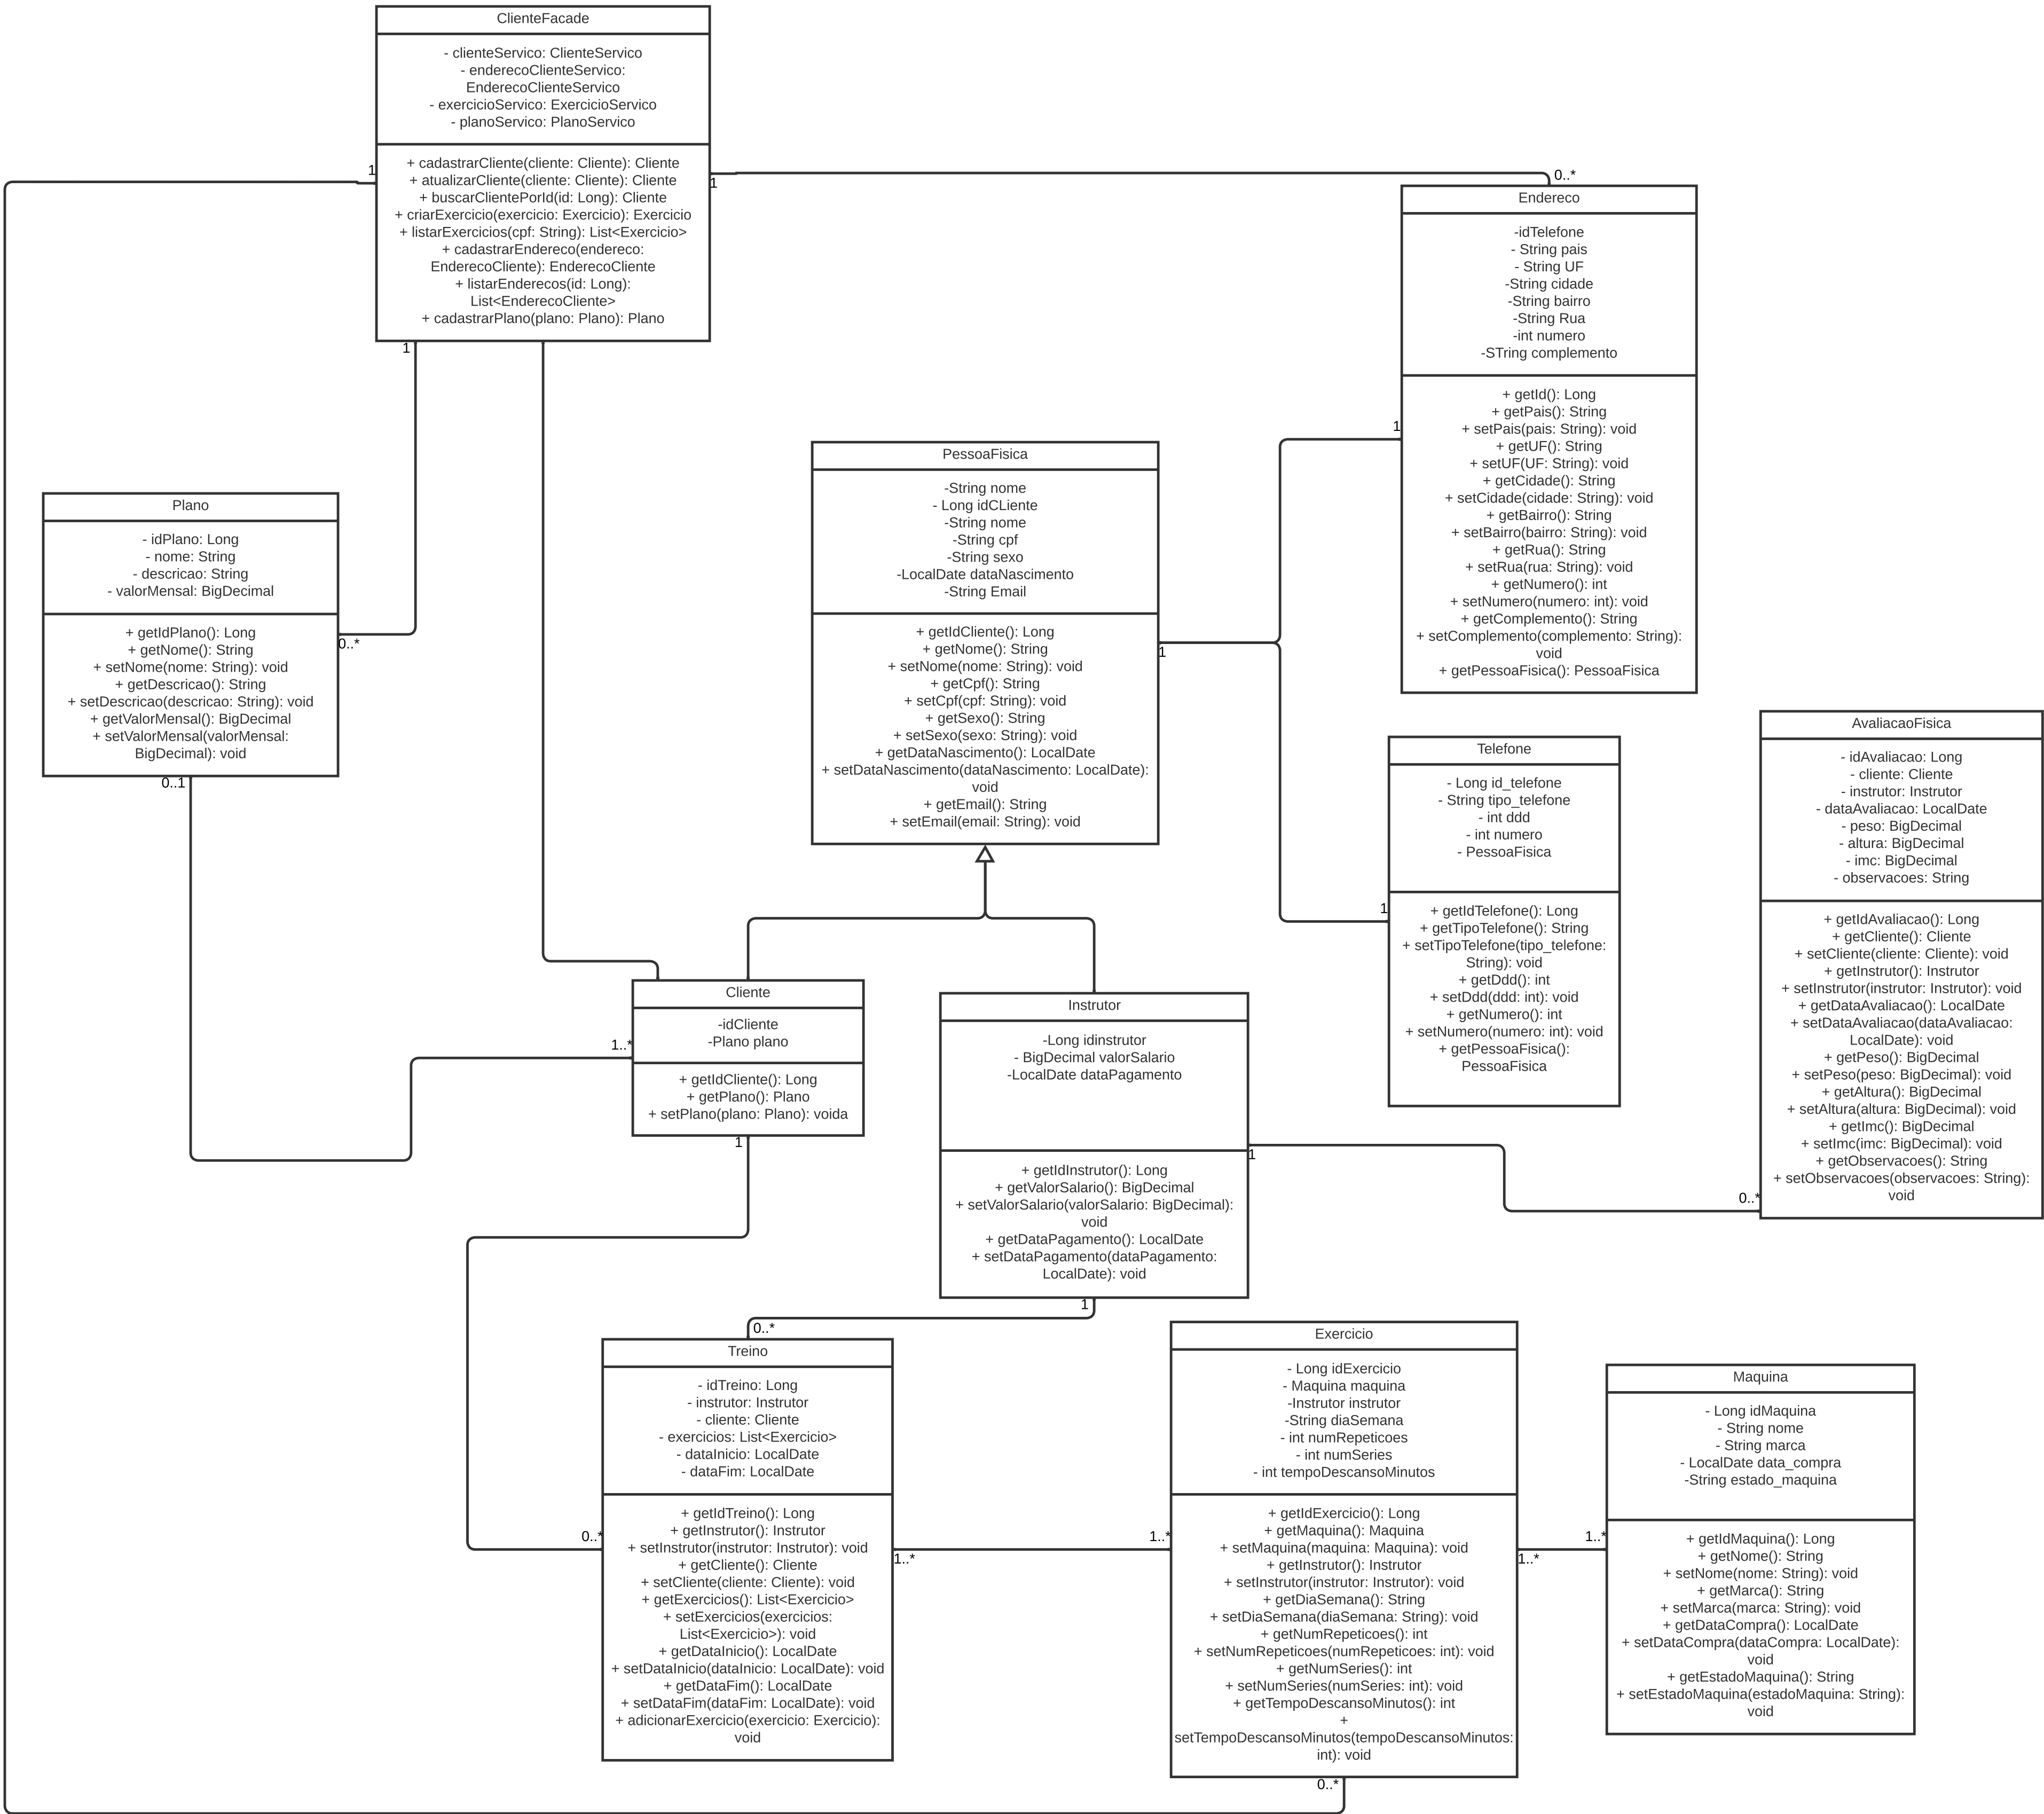 ClienteFacade
- clienteServico: ClienteServico
- enderecoClienteServico:
EnderecoClienteServico
- exercicioServico: ExercicioServico
- planoServico: PlanoServico
+ cadastrarCliente(cliente: Cliente): Cliente
+ atualizarCliente(cliente: Cliente): Cliente
+ buscarClientePorId(id: Long): Cliente
+ criarExercicio(exercicio: Exercicio): Exercicio
+ listarExercicios(cpf: String): List<Exercicio>
+ cadastrarEndereco(endereco:
EnderecoCliente): EnderecoCliente
+ listarEnderecos(id: Long):
List<EnderecoCliente>
+ cadastrarPlano(plano: Plano): Plano
1
1
0..*
1
Endereco
-idTelefone
- String pais
- String UF
-String cidade
-String bairro
-String Rua
-int numero
-STring complemento
+ getId(): Long
+ getPais(): String
+ setPais(pais: String): void
+ getUF(): String
+ setUF(UF: String): void
+ getCidade(): String
+ setCidade(cidade: String): void
+ getBairro(): String
+ setBairro(bairro: String): void
+ getRua(): String
+ setRua(rua: String): void
+ getNumero(): int
+ setNumero(numero: int): void
+ getComplemento(): String
+ setComplemento(complemento: String):
void
+ getPessoaFisica(): PessoaFisica
1
PessoaFisica
-String nome
- Long idCLiente
-String nome
-String cpf
-String sexo
-LocalDate dataNascimento
-String Email
+ getIdCliente(): Long
+ getNome(): String
+ setNome(nome: String): void
+ getCpf(): String
+ setCpf(cpf: String): void
+ getSexo(): String
+ setSexo(sexo: String): void
+ getDataNascimento(): LocalDate
+ setDataNascimento(dataNascimento: LocalDate):
void
+ getEmail(): String
+ setEmail(email: String): void
1
Plano
- idPlano: Long
- nome: String
- descricao: String
- valorMensal: BigDecimal
+ getIdPlano(): Long
+ getNome(): String
+ setNome(nome: String): void
+ getDescricao(): String
+ setDescricao(descricao: String): void
+ getValorMensal(): BigDecimal
+ setValorMensal(valorMensal:
BigDecimal): void
0..*
0..1
Telefone
- Long id_telefone
- String tipo_telefone
- int ddd
- int numero
- PessoaFisica
+ getIdTelefone(): Long
+ getTipoTelefone(): String
+ setTipoTelefone(tipo_telefone:
String): void
+ getDdd(): int
+ setDdd(ddd: int): void
+ getNumero(): int
+ setNumero(numero: int): void
+ getPessoaFisica():
PessoaFisica
1
AvaliacaoFisica
- idAvaliacao: Long
- cliente: Cliente
- instrutor: Instrutor
- dataAvaliacao: LocalDate
- peso: BigDecimal
- altura: BigDecimal
- imc: BigDecimal
- observacoes: String
+ getIdAvaliacao(): Long
+ getCliente(): Cliente
+ setCliente(cliente: Cliente): void
+ getInstrutor(): Instrutor
+ setInstrutor(instrutor: Instrutor): void
+ getDataAvaliacao(): LocalDate
+ setDataAvaliacao(dataAvaliacao:
LocalDate): void
+ getPeso(): BigDecimal
+ setPeso(peso: BigDecimal): void
+ getAltura(): BigDecimal
+ setAltura(altura: BigDecimal): void
+ getImc(): BigDecimal
+ setImc(imc: BigDecimal): void
+ getObservacoes(): String
+ setObservacoes(observacoes: String):
void
0..*
Cliente
-idCliente
-Plano plano
+ getIdCliente(): Long
+ getPlano(): Plano
+ setPlano(plano: Plano): voida
1..*
1
Instrutor
-Long idinstrutor
- BigDecimal valorSalario
-LocalDate dataPagamento
+ getIdInstrutor(): Long
+ getValorSalario(): BigDecimal
+ setValorSalario(valorSalario: BigDecimal):
void
+ getDataPagamento(): LocalDate
+ setDataPagamento(dataPagamento:
LocalDate): void
1
1
0..*
Treino
- idTreino: Long
- instrutor: Instrutor
- cliente: Cliente
- exercicios: List<Exercicio>
- dataInicio: LocalDate
- dataFim: LocalDate
+ getIdTreino(): Long
+ getInstrutor(): Instrutor
+ setInstrutor(instrutor: Instrutor): void
+ getCliente(): Cliente
+ setCliente(cliente: Cliente): void
+ getExercicios(): List<Exercicio>
+ setExercicios(exercicios:
List<Exercicio>): void
+ getDataInicio(): LocalDate
+ setDataInicio(dataInicio: LocalDate): void
+ getDataFim(): LocalDate
+ setDataFim(dataFim: LocalDate): void
+ adicionarExercicio(exercicio: Exercicio):
void
0..*
1..*
Exercicio
- Long idExercicio
- Maquina maquina
-Instrutor instrutor
-String diaSemana
- int numRepeticoes
- int numSeries
- int tempoDescansoMinutos
+ getIdExercicio(): Long
+ getMaquina(): Maquina
+ setMaquina(maquina: Maquina): void
+ getInstrutor(): Instrutor
+ setInstrutor(instrutor: Instrutor): void
+ getDiaSemana(): String
+ setDiaSemana(diaSemana: String): void
+ getNumRepeticoes(): int
+ setNumRepeticoes(numRepeticoes: int): void
+ getNumSeries(): int
+ setNumSeries(numSeries: int): void
+ getTempoDescansoMinutos(): int
+
setTempoDescansoMinutos(tempoDescansoMinutos:
int): void
1..*
1..*
0..*
Maquina
- Long idMaquina
- String nome
- String marca
- LocalDate data_compra
-String estado_maquina
+ getIdMaquina(): Long
+ getNome(): String
+ setNome(nome: String): void
+ getMarca(): String
+ setMarca(marca: String): void
+ getDataCompra(): LocalDate
+ setDataCompra(dataCompra: LocalDate):
void
+ getEstadoMaquina(): String
+ setEstadoMaquina(estadoMaquina: String):
void
1..*